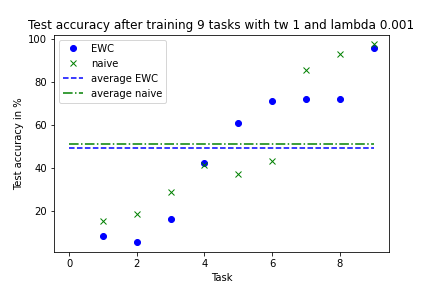 Test accuracy after training 9 tasks with tw 1 and lambda 0.001
100
80
60
40
20
Test accuracy in %
EWC
naive
average EWC
average naive
0
2
4
6
8
Task